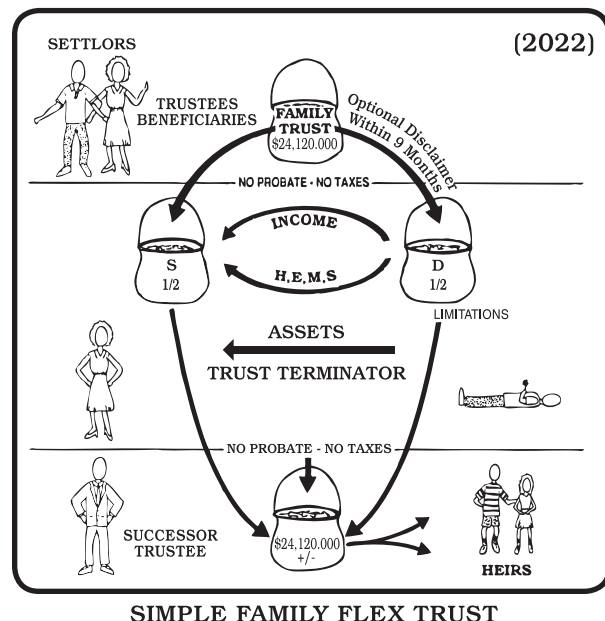 (2022)
SETTLORS
TRUSTEES
BENEFICIARIES
FAMILY
TRUST
$24,120.000
Optional Disclaimer
Within 9 Months
NO PROBATE - NO TAXES
S
1/2
INCOME
H,E,M,S
D
1/2
LIMITATIONS
ASSETS
TRUST TERMINATOR
NO PROBATE - NO TAXES
SUCCESSOR
TRUSTEE
$24,120.000
+/-
HEIRS
SIMPLE FAMILY FLEX TRUST